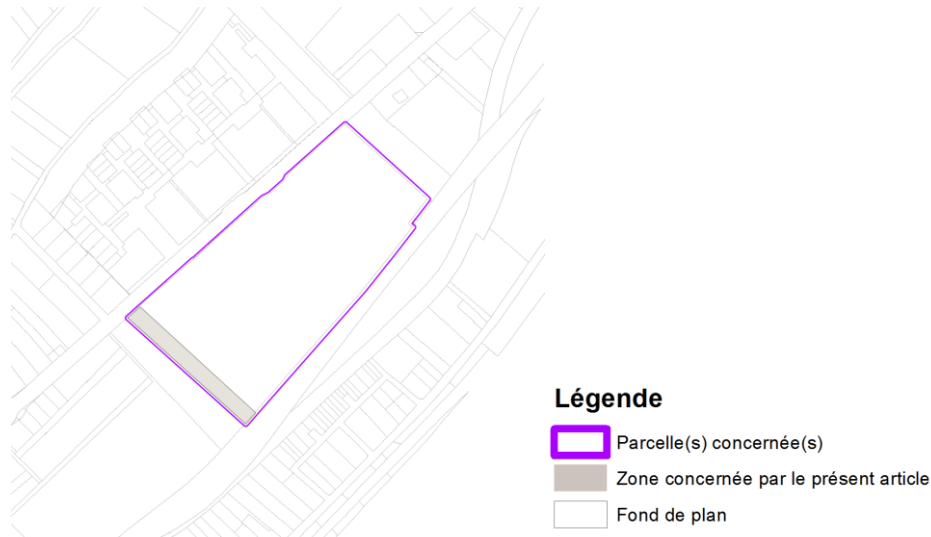 Légende
Parcelle(s) concernée(s)
Zone concernée par le présent article
Fond de plan